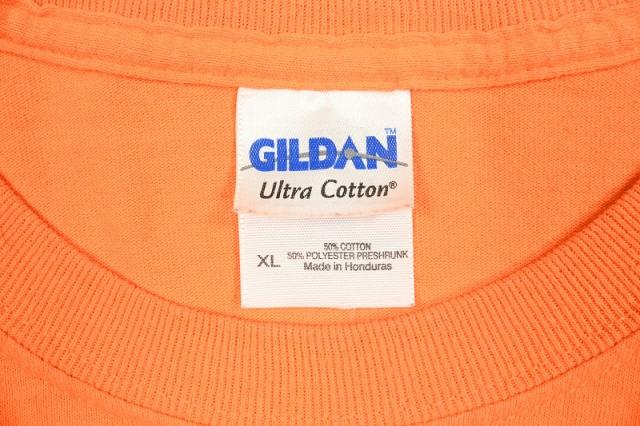 GILDAN™
Ultra Cotton®
XL
50% COTTON
50% POLYESTER PRESHRUNK
Made in Honduras